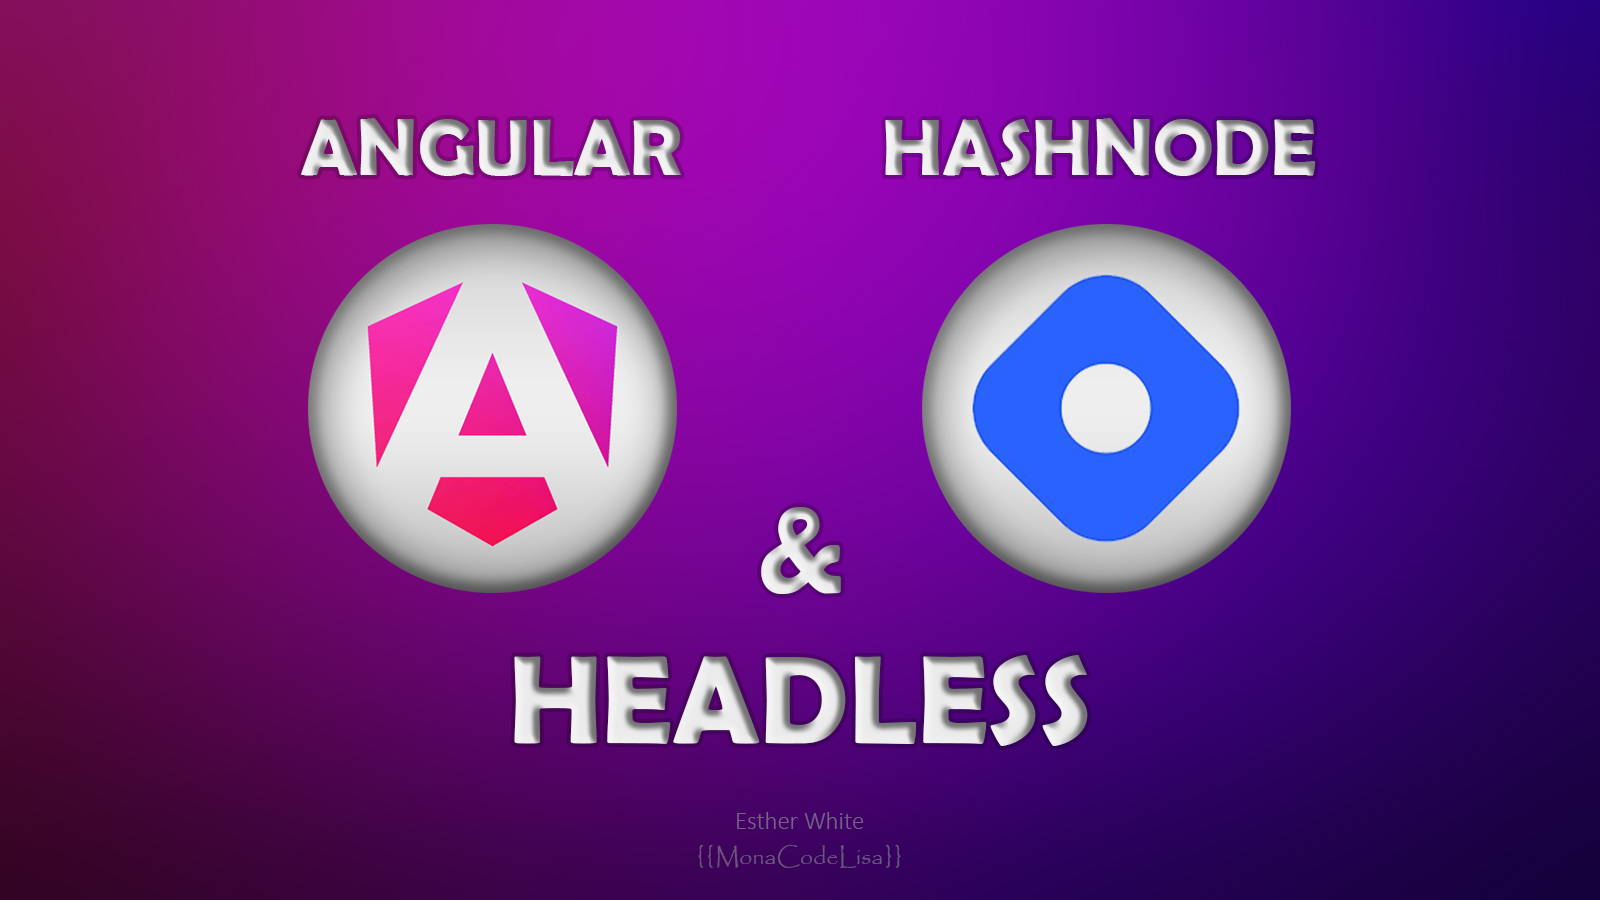 ANGULAR
HASHNODE
&
HEADLESS
Esther White
{{MonaCodeLisa}}